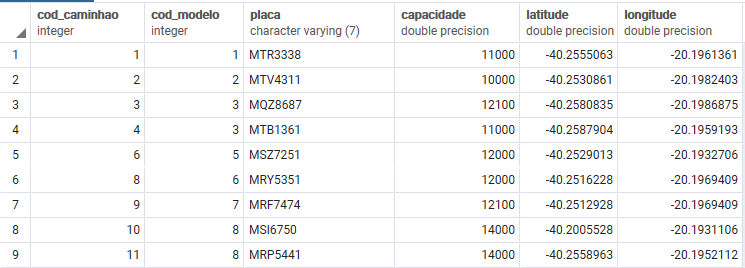 cod_caminhao cod_modelo placa capacidade latitude longitude
integer integer character varying (7) double precision double precision double precision
1 1 1 MTR3338 11000 -40.2555063 -20.1961361
2 2 2 MTV4311 10000 -40.2530861 -20.1982403
3 3 3 MQZ8687 12100 -40.2580835 -20.1986875
4 4 3 MTB1361 11000 -40.2587904 -20.1959193
5 6 5 MSZ7251 12000 -40.2529013 -20.1932706
6 8 6 MRY5351 12000 -40.2516228 -20.1969409
7 9 7 MRF7474 12100 -40.2512928 -20.1969409
8 10 8 MSI6750 14000 -40.2005528 -20.1931106
9 11 8 MRP5441 14000 -40.2558963 -20.1952112